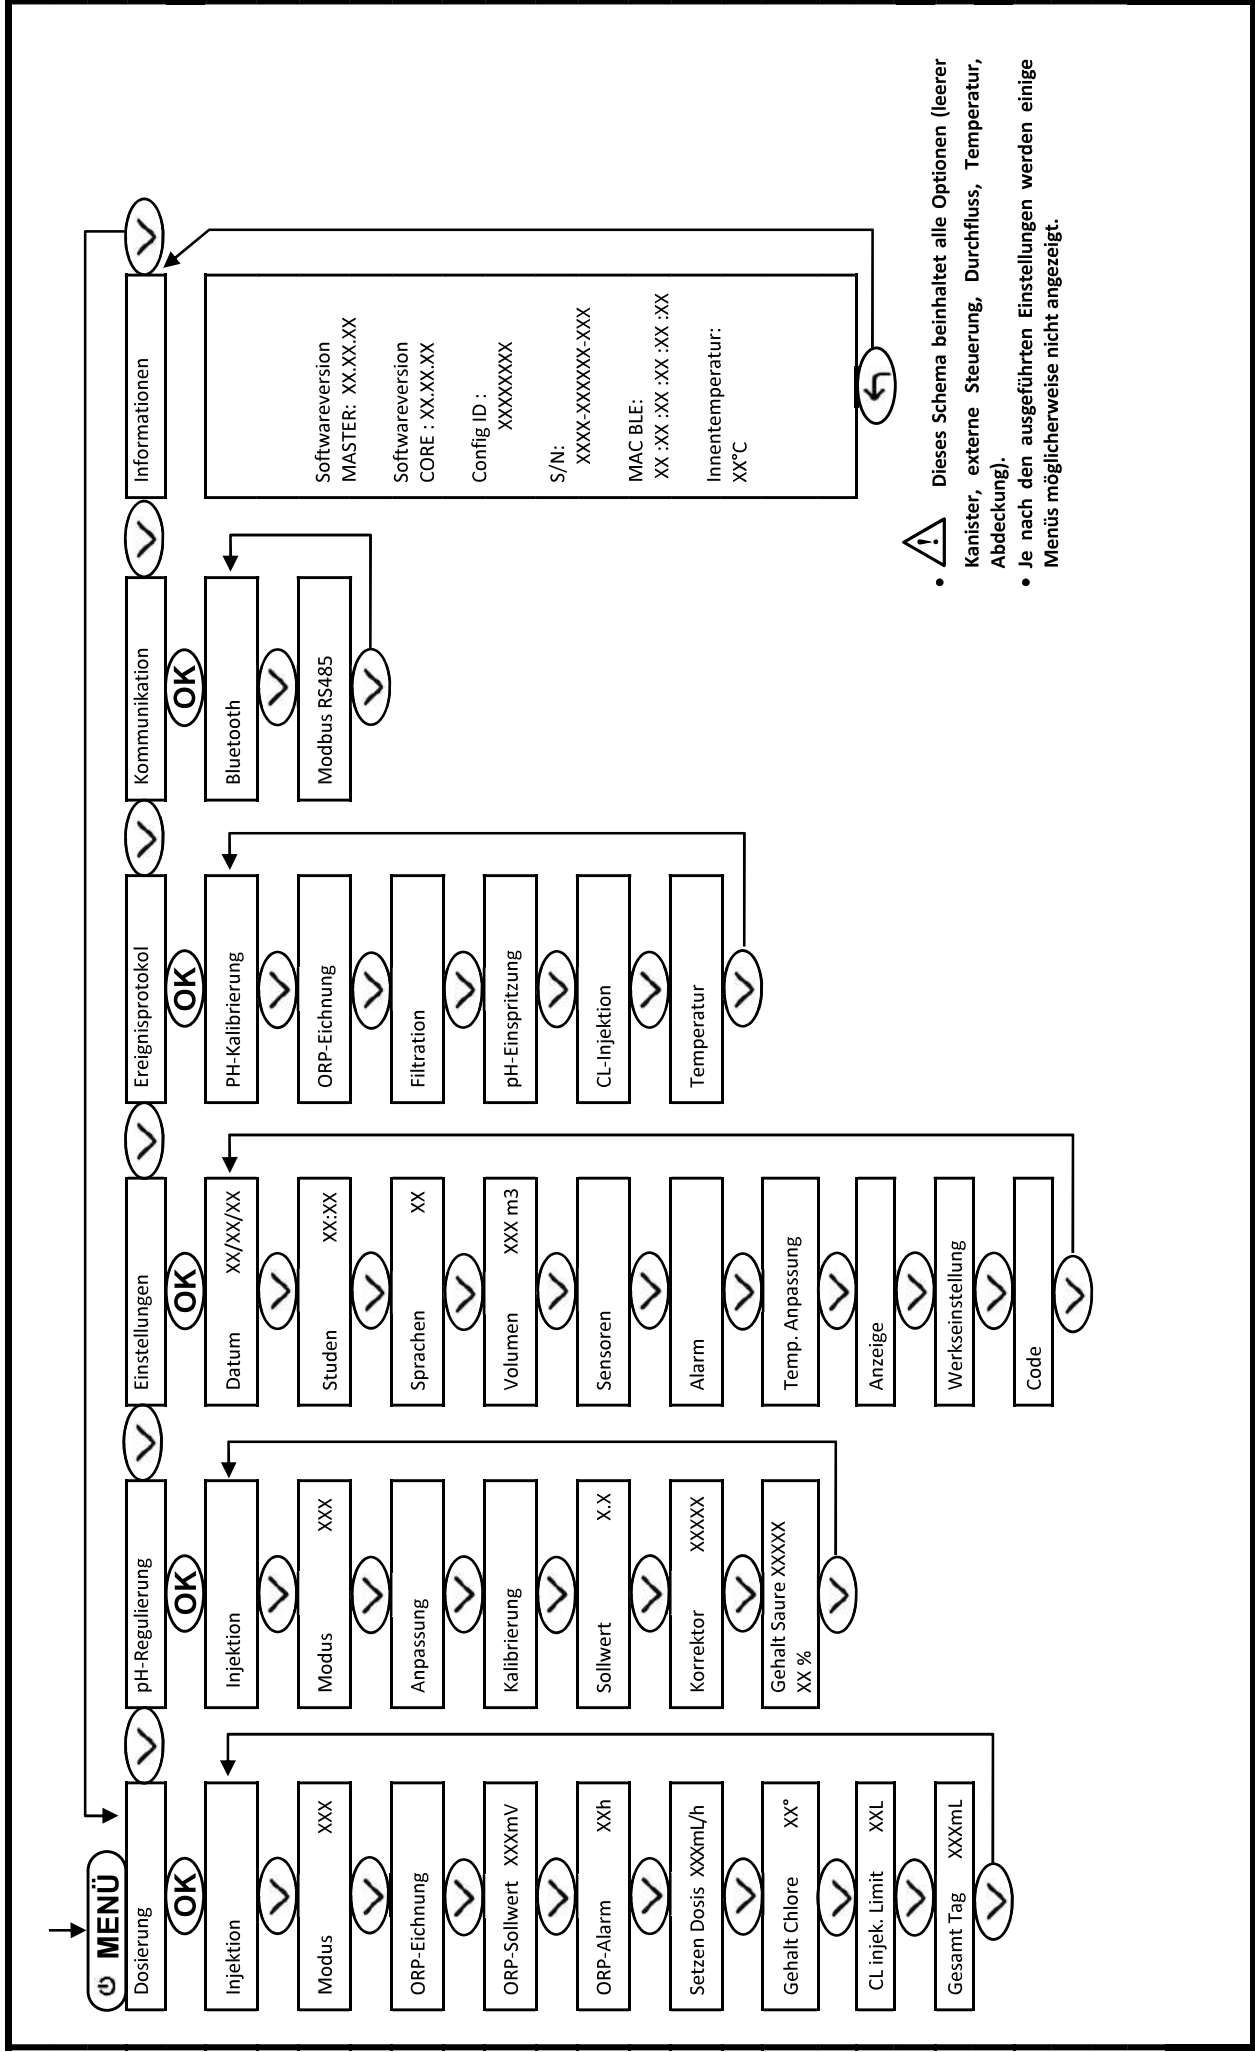 MENÜ
Dosierung
OK
Injektion
Modus XXX
ORP-Eichnung
ORP-Sollwert XXXmV
ORP-Alarm XXh
Setzen Dosis XXXmL/h
Gehalt Chlore XX°
CL injek. Limit XXL
Gesamt Tag XXXmL
pH-Regulierung
OK
Injektion
Modus XXX
Anpassung
Kalibrierung
Sollwert X.X
Korrektor XXXXX
Gehalt Saure XXXXX
XX %
Einstellungen
OK
Datum XX/XX/XX
Studen XX:XX
Sprachen XX
Volumen XXX m3
Sensoren
Alarm
Temp. Anpassung
Anzeige
Werkseinstellung
Code
Ereignisprotokol
OK
PH-Kalibrierung
ORP-Eichnung
Filtration
pH-Einspritzung
CL-Injektion
Temperatur
Kommunikation
OK
Bluetooth
Modbus RS485
Informationen
Softwareversion
MASTER: XX.XX.XX
Softwareversion
CORE : XX.XX.XX
Config ID :
XXXXXXXX
S/N:
XXXX-XXXXXX-XXX
MAC BLE:
XX :XX :XX :XX :XX :XX
Innentemperatur:
XX°C
• Dieses Schema beinhaltet alle Optionen (leerer
Kanister, externe Steuerung, Durchfluss, Temperatur,
Abdeckung).
• Je nach den ausgeführten Einstellungen werden einige
Menüs möglicherweise nicht angezeigt.